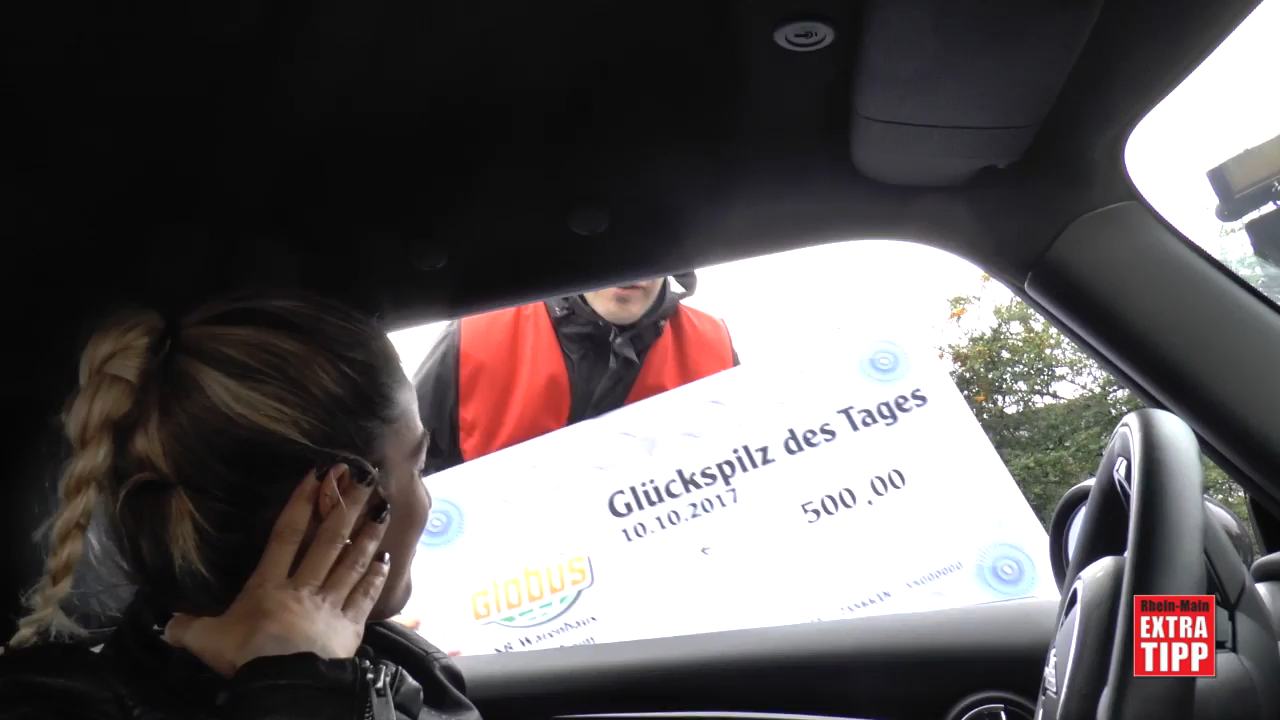 Glückspilz des Tages
10.10.2017
500,00
GLOBUS
Rhein-Main
EXTRA
TIPP